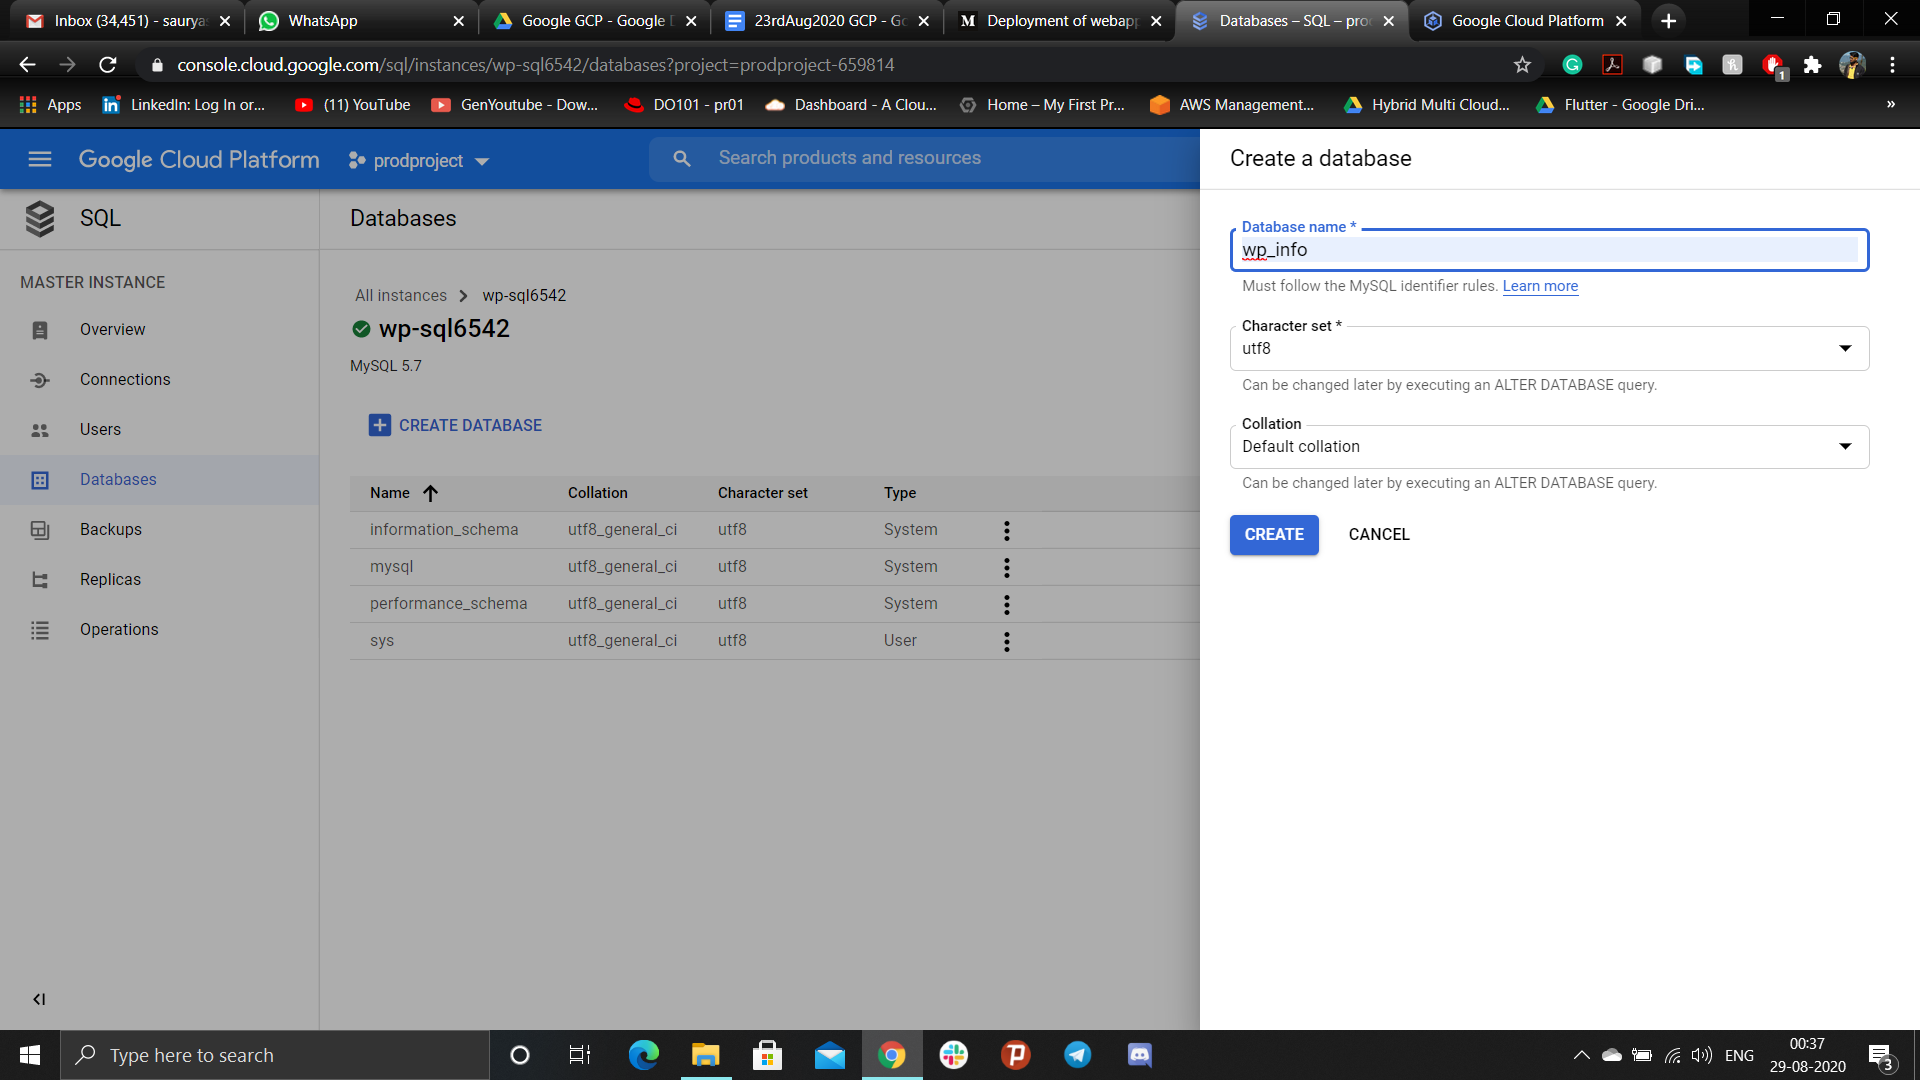 Inbox (34,451) - saurya
WhatsApp
Google GCP - Google D
23rdAug2020 GCP - Go
M Deployment of webapp
Databases – SQL – pro
Google Cloud Platform
console.cloud.google.com/sql/instances/wp-sql6542/databases?project=prodproject-659814
1
Apps
LinkedIn: Log In or...
(11) YouTube
GenYoutube - Dow...
DO101 - pr01
Dashboard - A Clou...
Home – My First Pr...
AWS Management...
Hybrid Multi Cloud...
Flutter - Google Dri...
»
Google Cloud Platform
prodproject
Search products and resources
SQL
MASTER INSTANCE
Overview
Connections
Users
Databases
Backups
Replicas
Operations
Databases
All instances > wp-sql6542
wp-sql6542
MySQL 5.7
CREATE DATABASE
Name Collation Character set Type
information_schema utf8_general_ci utf8 System
mysql utf8_general_ci utf8 System
performance_schema utf8_general_ci utf8 System
sys utf8_general_ci utf8 User
Create a database
Database name *
wp_info
Must follow the MySQL identifier rules. Learn more
Character set *
utf8
Can be changed later by executing an ALTER DATABASE query.
Collation
Default collation
Can be changed later by executing an ALTER DATABASE query.
CREATE CANCEL
Type here to search
ENG
00:37
29-08-2020
3